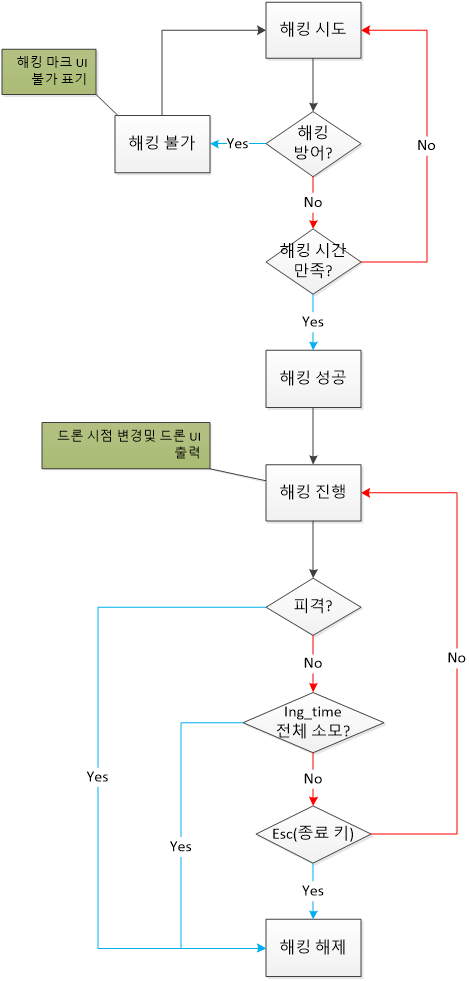 해킹 시도
해킹 마크 UI
불가 표기
해킹 불가
Yes
해킹
방어?
No
No
해킹 시간
만족?
Yes
해킹 성공
드론 시점 변경및 드론 UI
출력
해킹 진행
피격?
No
No
Ing_time
전체 소모?
Yes
No
Yes
Esc(종료 키)
Yes
해킹 해제